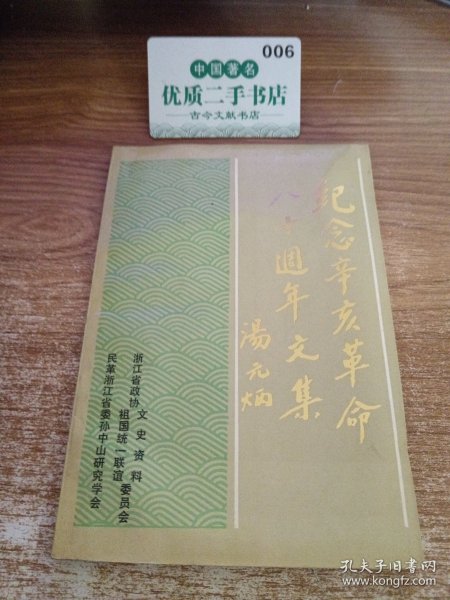 006
中国著名
优质二手书店
古今文献书店
纪念辛亥革命
八十週年文集
湯元炳
浙江省政协文史资料
祖国统一联谊委员会
民革浙江省委孙中山研究学会
孔夫子旧书网
www.kongfz.com